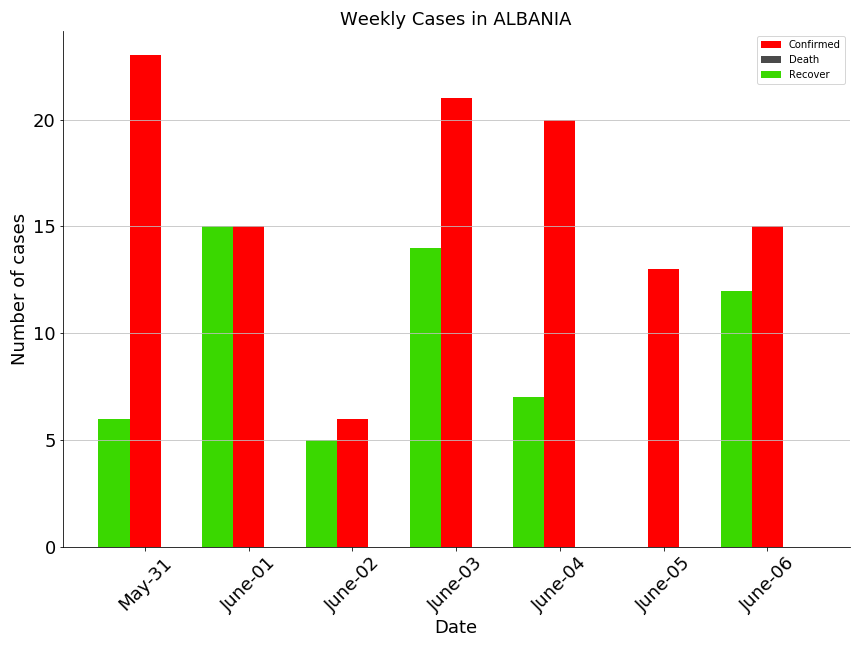 Weekly Cases in ALBANIA
Confirmed
Death
Recover
Number of cases
20
15
10
5
0
May-31
June-01
June-02
June-03
June-04
June-05
June-06
Date